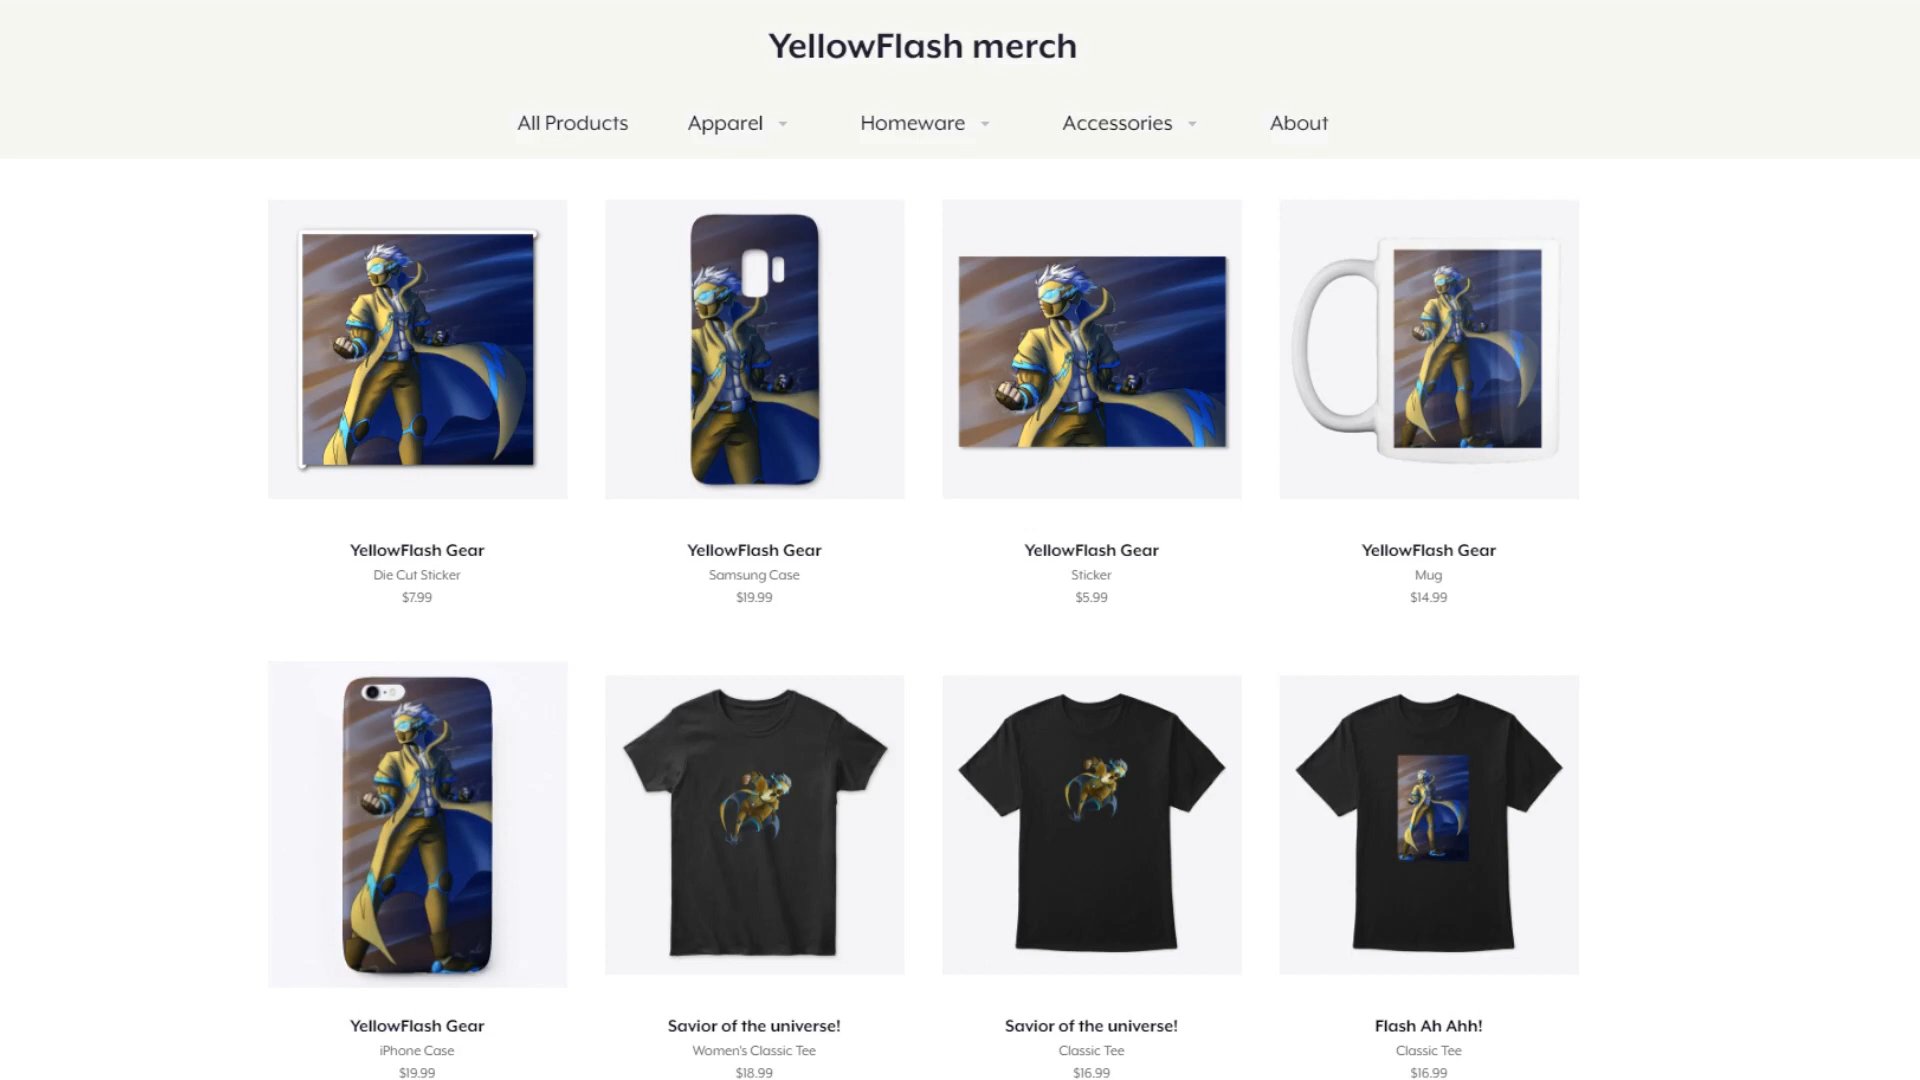 YellowFlash merch
All Products Apparel Homeware Accessories About
YellowFlash Gear
Die Cut Sticker
$7.99
YellowFlash Gear
Samsung Case
$19.99
YellowFlash Gear
Sticker
$5.99
YellowFlash Gear
Mug
$14.99
YellowFlash Gear
iPhone Case
$19.99
Savior of the universe!
Women's Classic Tee
$18.99
Savior of the universe!
Classic Tee
$16.99
Flash Ah Ahh!
Classic Tee
$16.99